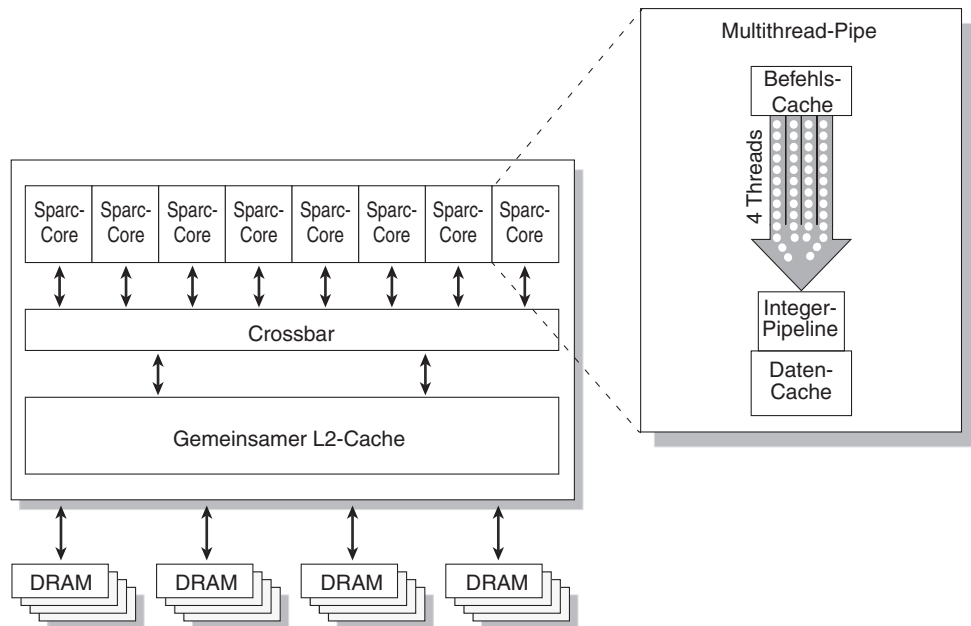 Multithread-Pipe
Befehls-
Cache
4 Threads
Integer-
Pipeline
Daten-
Cache
Sparc-
Core
Sparc-
Core
Sparc-
Core
Sparc-
Core
Sparc-
Core
Sparc-
Core
Sparc-
Core
Sparc-
Core
Crossbar
Gemeinsamer L2-Cache
DRAM
DRAM
DRAM
DRAM